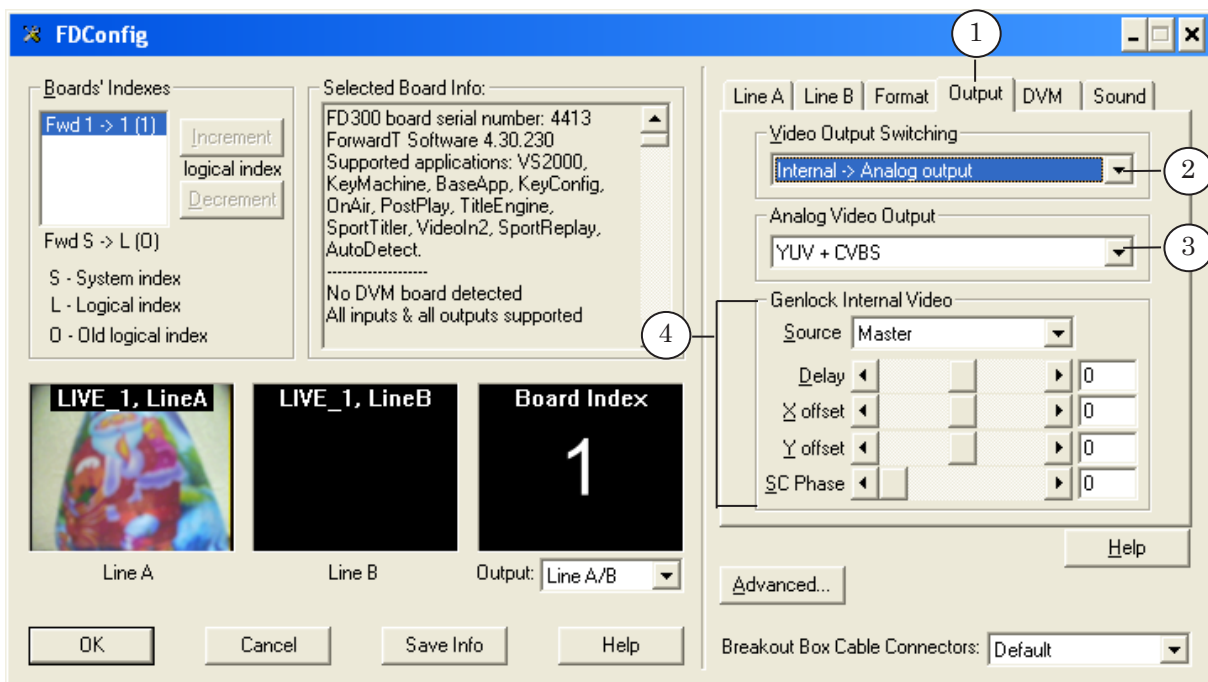 FDConfig
1
Boards' Indexes
Fwd 1 -> 1 (1)
Increment
logical index
Decrement
Fwd S -> L (O)
S - System index
L - Logical index
O - Old logical index
Selected Board Info:
FD300 board serial number: 4413
ForwardT Software 4.30.230
Supported applications: VS2000,
KeyMachine, BaseApp, KeyConfig,
OnAir, PostPlay, TitleEngine,
SportTitler, VideoIn2, SportReplay,
AutoDetect.
--------------------
No DVM board detected
All inputs & all outputs supported
LIVE_1, LineA
LIVE_1, LineB
Board Index
1
Line A
Line B
Output: Line A/B
OK
Cancel
Save Info
Help
Line A
Line B
Format
Output
DVM
Sound
Video Output Switching
Internal -> Analog output
2
Analog Video Output
YUV + CVBS
3
4
Genlock Internal Video
Source Master
Delay 0
X offset 0
Y offset 0
SC Phase 0
Help
Advanced...
Breakout Box Cable Connectors: Default